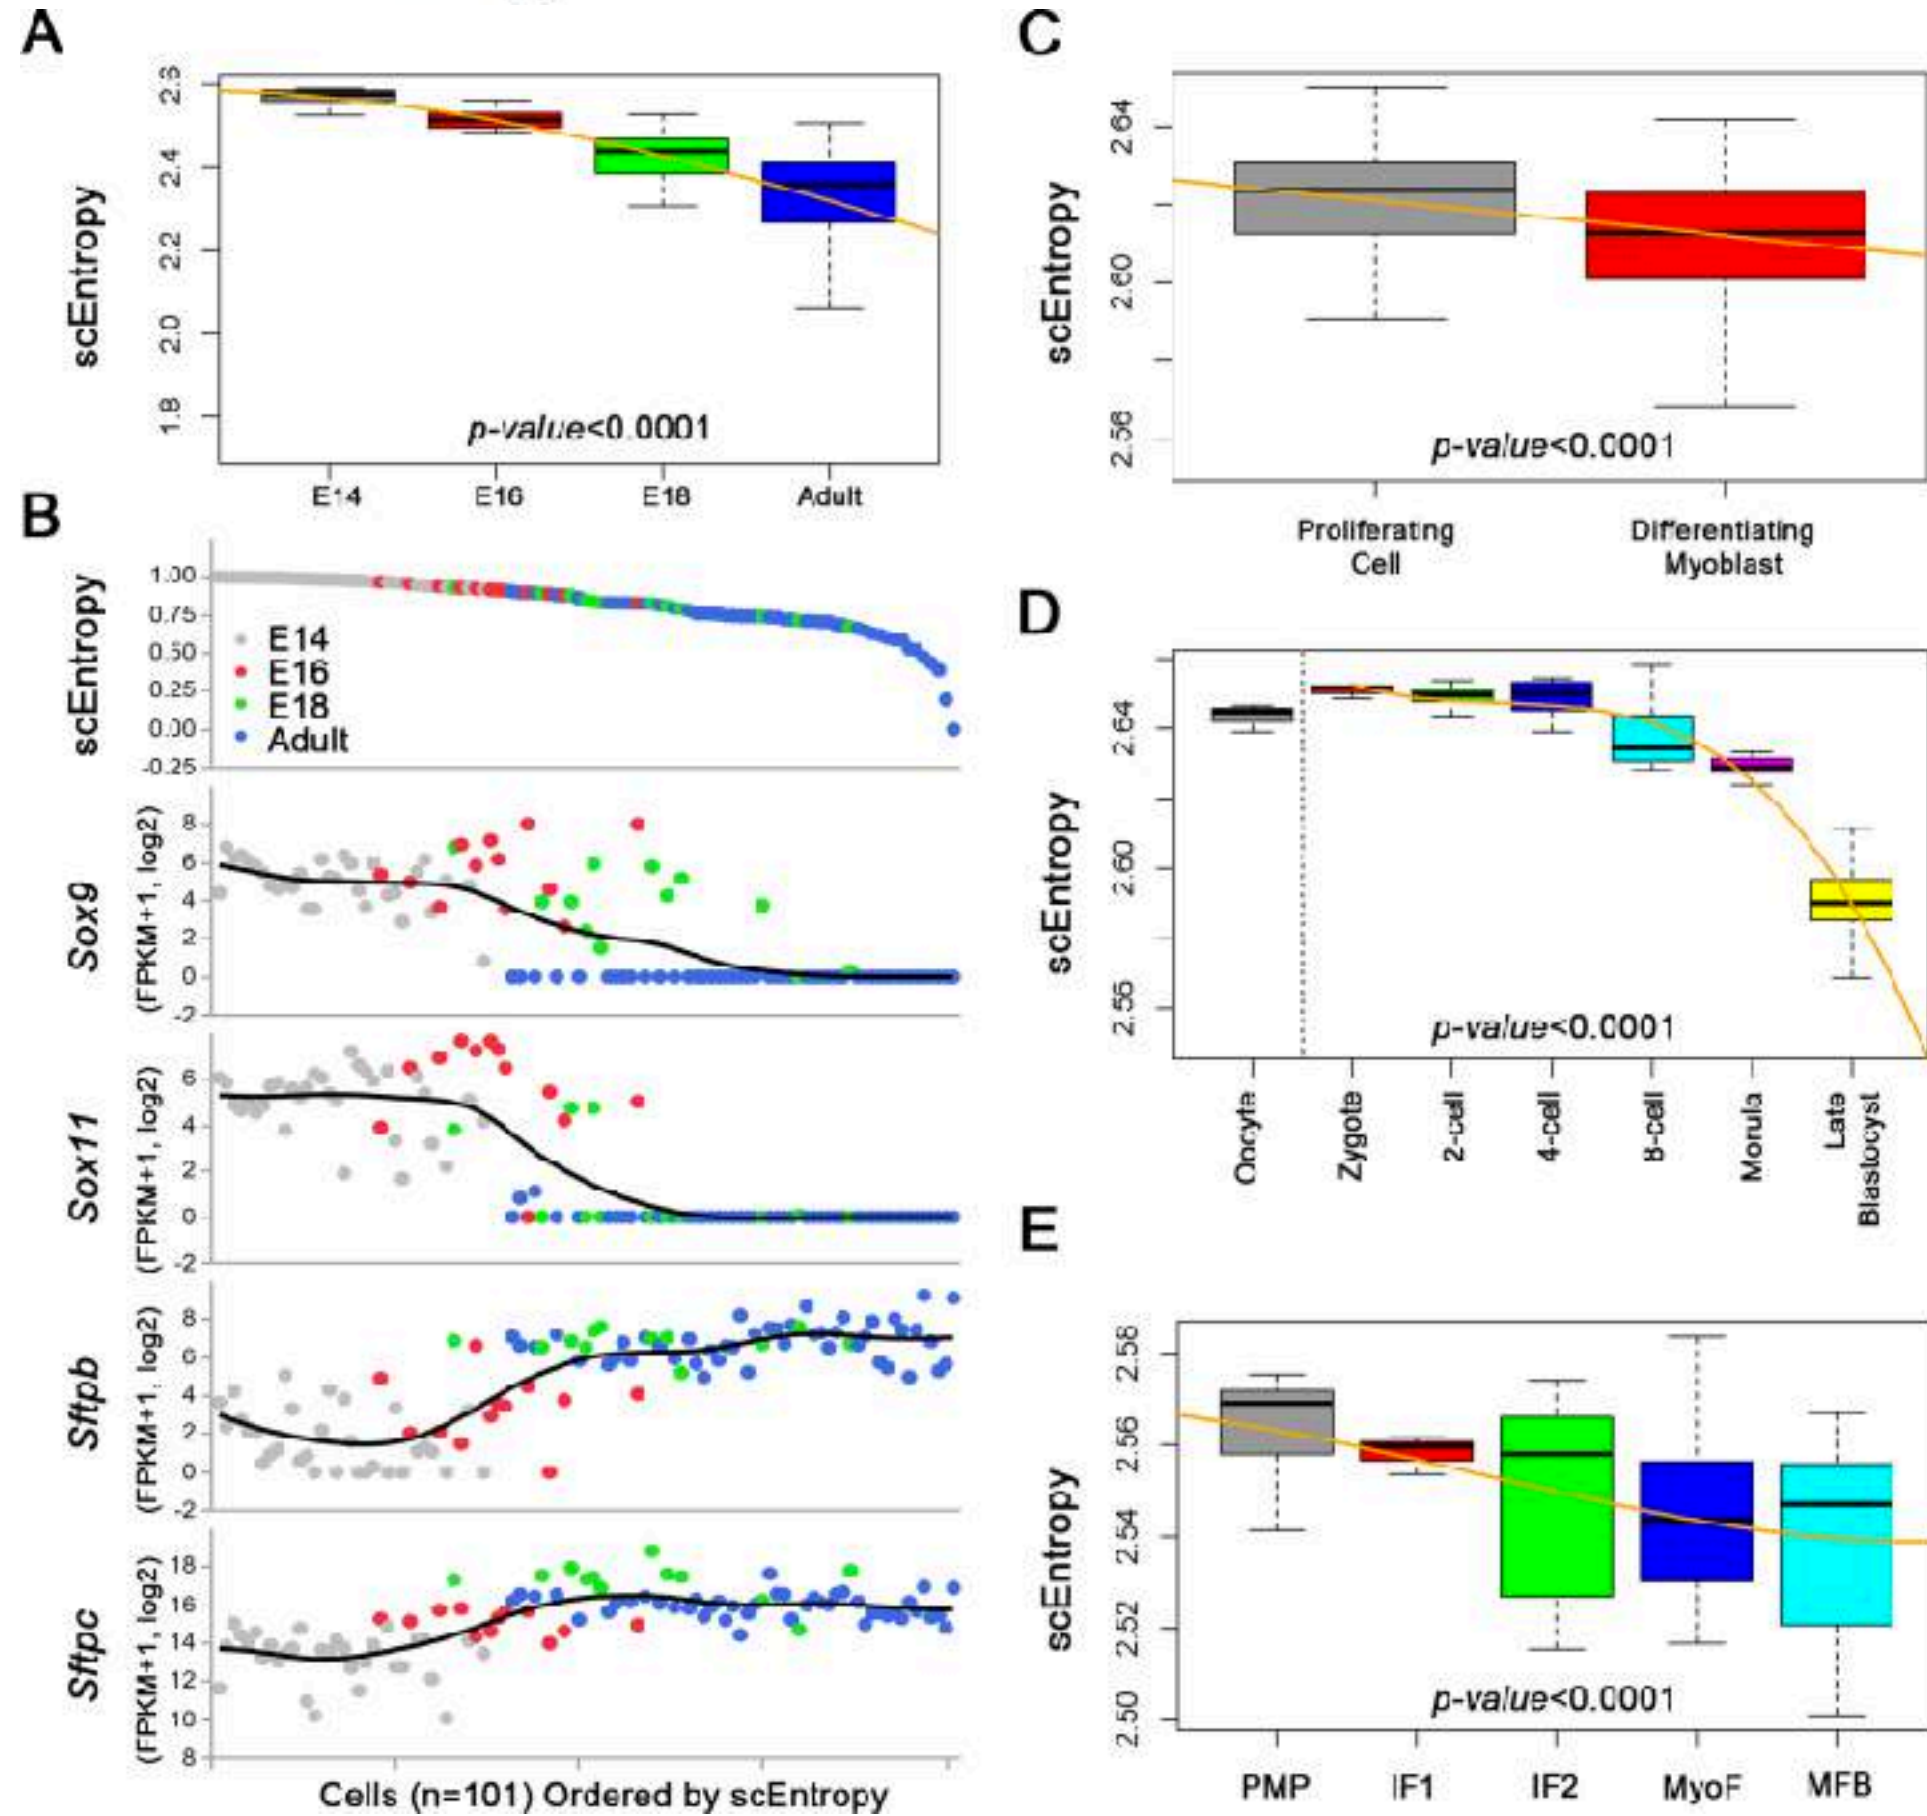 A
scEntropy
2.6
2.4
2.2
2.0
1.8
p-value<0.0001
E14
E16
E18
Adult
B
scEntropy
1.00
0.75
0.50
0.25
0.00
-0.25
E14
E16
E18
Adult
Sox9
(FPKM+1, log2)
8
6
4
2
0
-2
Sox11
(FPKM+1, log2)
6
4
2
0
-2
Sftpb
(FPKM+1, log2)
8
6
4
2
0
-2
Sftpc
(FPKM+1, log2)
18
16
14
12
10
8
Cells (n=101) Ordered by scEntropy
C
scEntropy
2.64
2.60
2.56
p-value<0.0001
Proliferating
Cell
Differentiating
Myoblast
D
scEntropy
2.64
2.60
2.56
p-value<0.0001
Oocyte
Zygote
2-cell
4-cell
8-cell
Morula
Late
Blastocyst
E
scEntropy
2.58
2.56
2.54
2.52
2.50
p-value<0.0001
PMP
IF1
IF2
MyoF
MFB